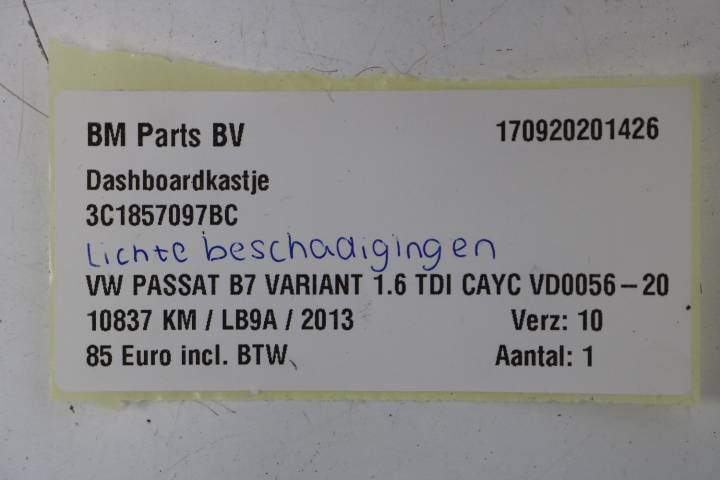 BM Parts BV 170920201426
Dashboardkastje
3C1857097BC
Lichte beschadigingen
VW PASSAT B7 VARIANT 1.6 TDI CAYC VD0056-20
10837 KM / LB9A / 2013 Verz: 10
85 Euro incl. BTW Aantal: 1